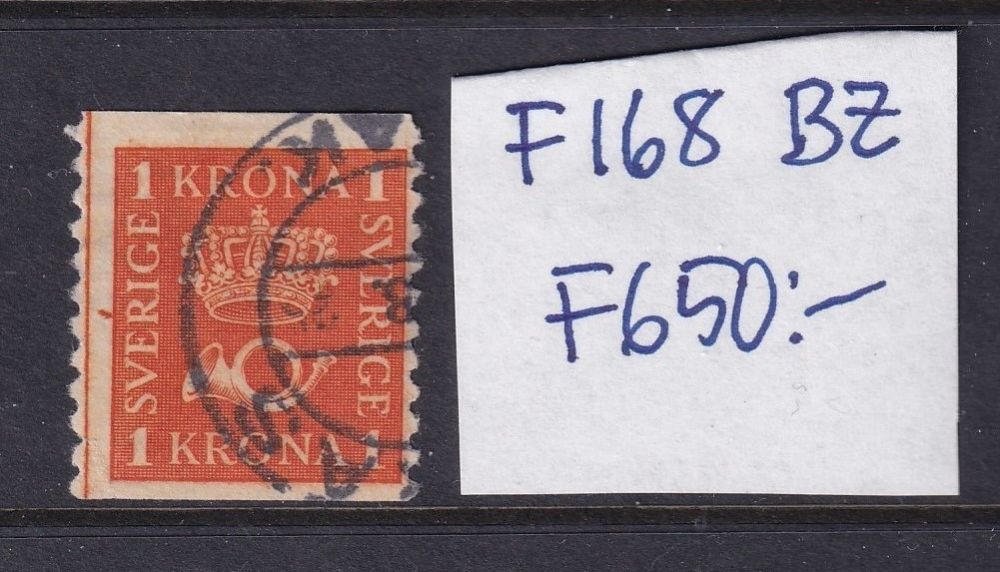 1 KRONA 1
SVERIGE
SVERIGE
1 KRONA 1
F168 BZ
F650:-